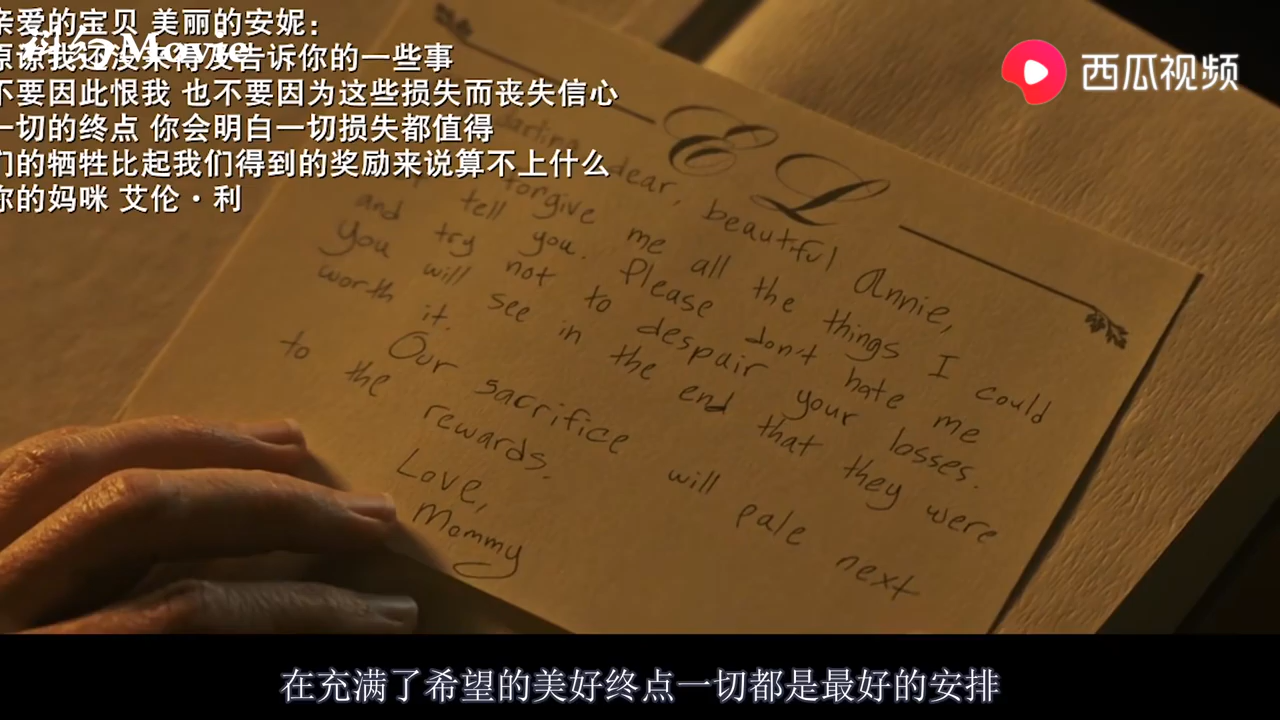 亲爱的宝贝 美丽的安妮：
Movie
原谅我还没来得及告诉你的一些事
不要因此恨我 也不要因为这些损失而丧失信心
一切的终点 你会明白一切损失都值得
们的牺牲比起我们得到的奖励来说算不上什么
你的妈咪 艾伦·利
西瓜视频
EL
darling dear, beautiful Annie,
Forgive me all the things I could
tell you. Please don't hate me
and try not to despair your losses.
You will see in the end that they were
worth it.
Our sacrifice will pale next
to the rewards.
Love,
Mommy
在充满了希望的美好终点一切都是最好的安排